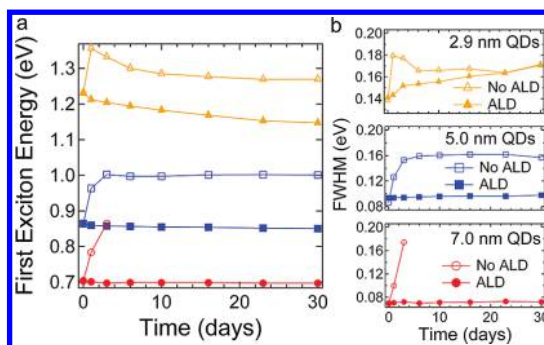 a
First Exciton Energy (eV)
1.3
1.2
1.1
1.0
0.9
0.8
0.7
0
10
20
30
Time (days)
b
FWHM (eV)
0.20
0.18
0.16
0.14
2.9 nm QDs
No ALD
ALD
0.20
0.16
0.12
0.08
5.0 nm QDs
No ALD
ALD
0.20
0.16
0.12
0.08
7.0 nm QDs
No ALD
ALD
0
10
20
30
Time (days)